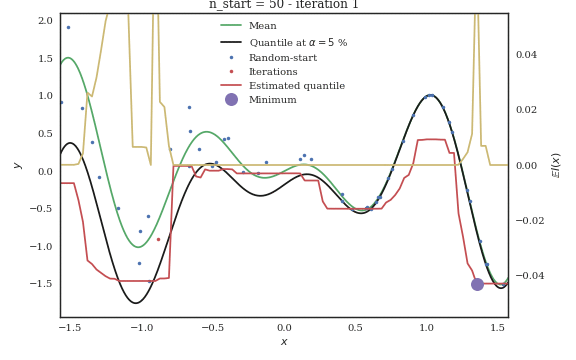 n_start = 50 - iteration 1
Mean
Quantile at α = 5 %
Random-start
Iterations
Estimated quantile
Minimum
2.0
1.5
1.0
0.5
0.0
−0.5
−1.0
−1.5
y
0.04
0.02
0.00
−0.02
−0.04
𝔼I(x)
−1.5 −1.0 −0.5 0.0 0.5 1.0 1.5
x